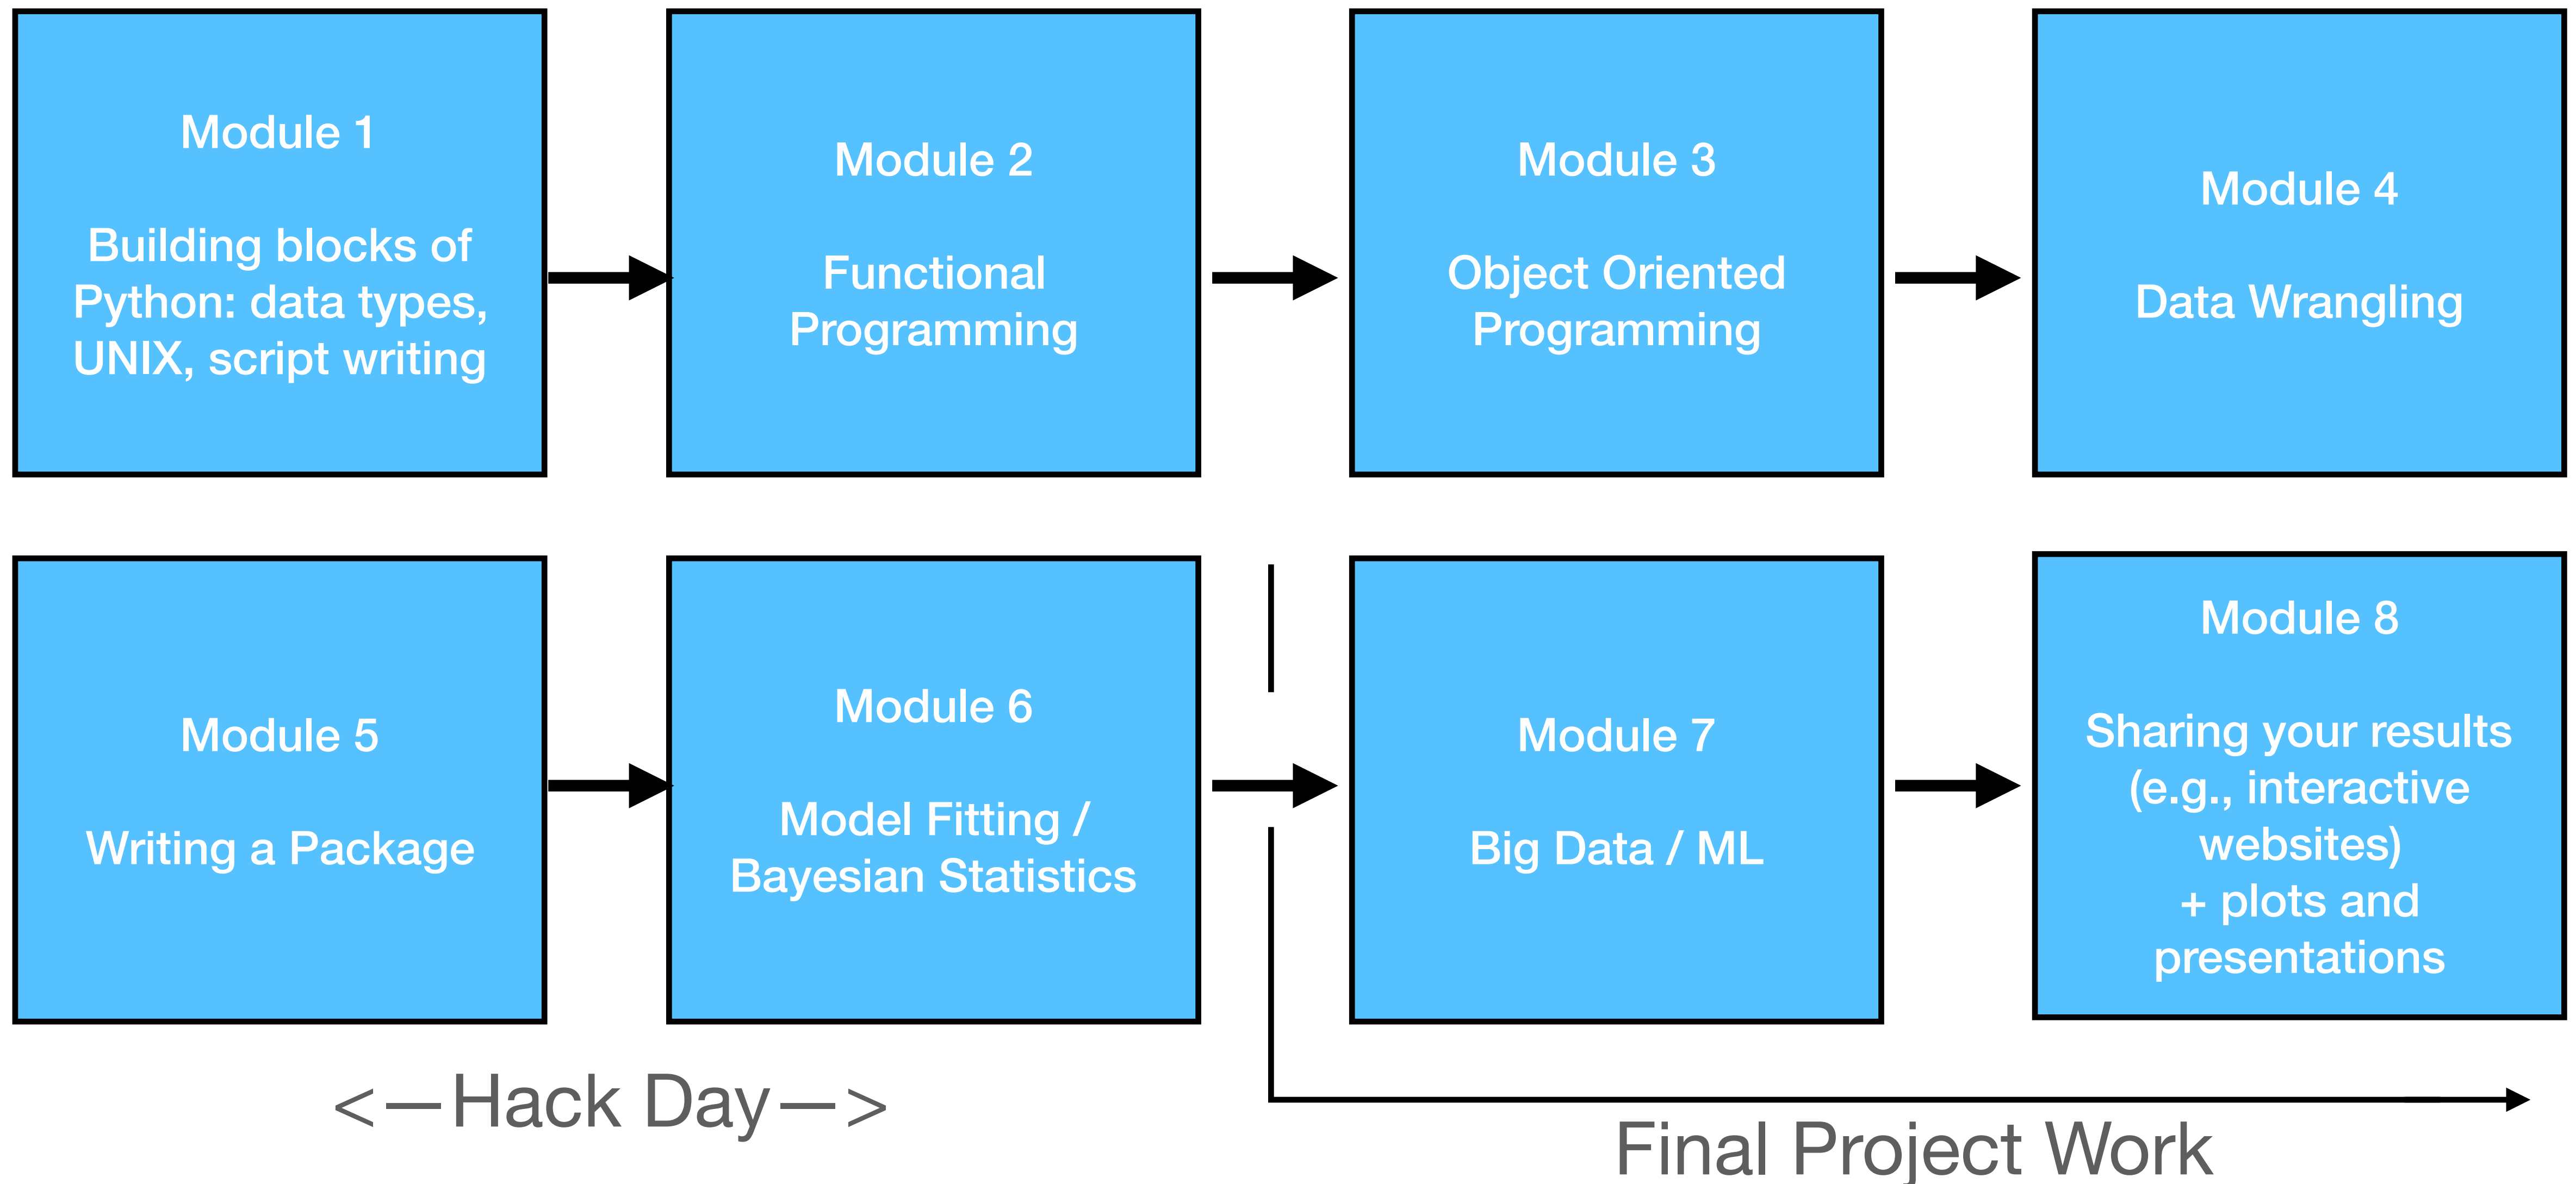 Module 1
Building blocks of
Python: data types,
UNIX, script writing
Module 2
Functional
Programming
Module 3
Object Oriented
Programming
Module 4
Data Wrangling
Module 5
Writing a Package
Module 6
Model Fitting /
Bayesian Statistics
Module 7
Big Data / ML
Module 8
Sharing your results
(e.g., interactive
websites)
+ plots and
presentations
<—Hack Day—>
Final Project Work